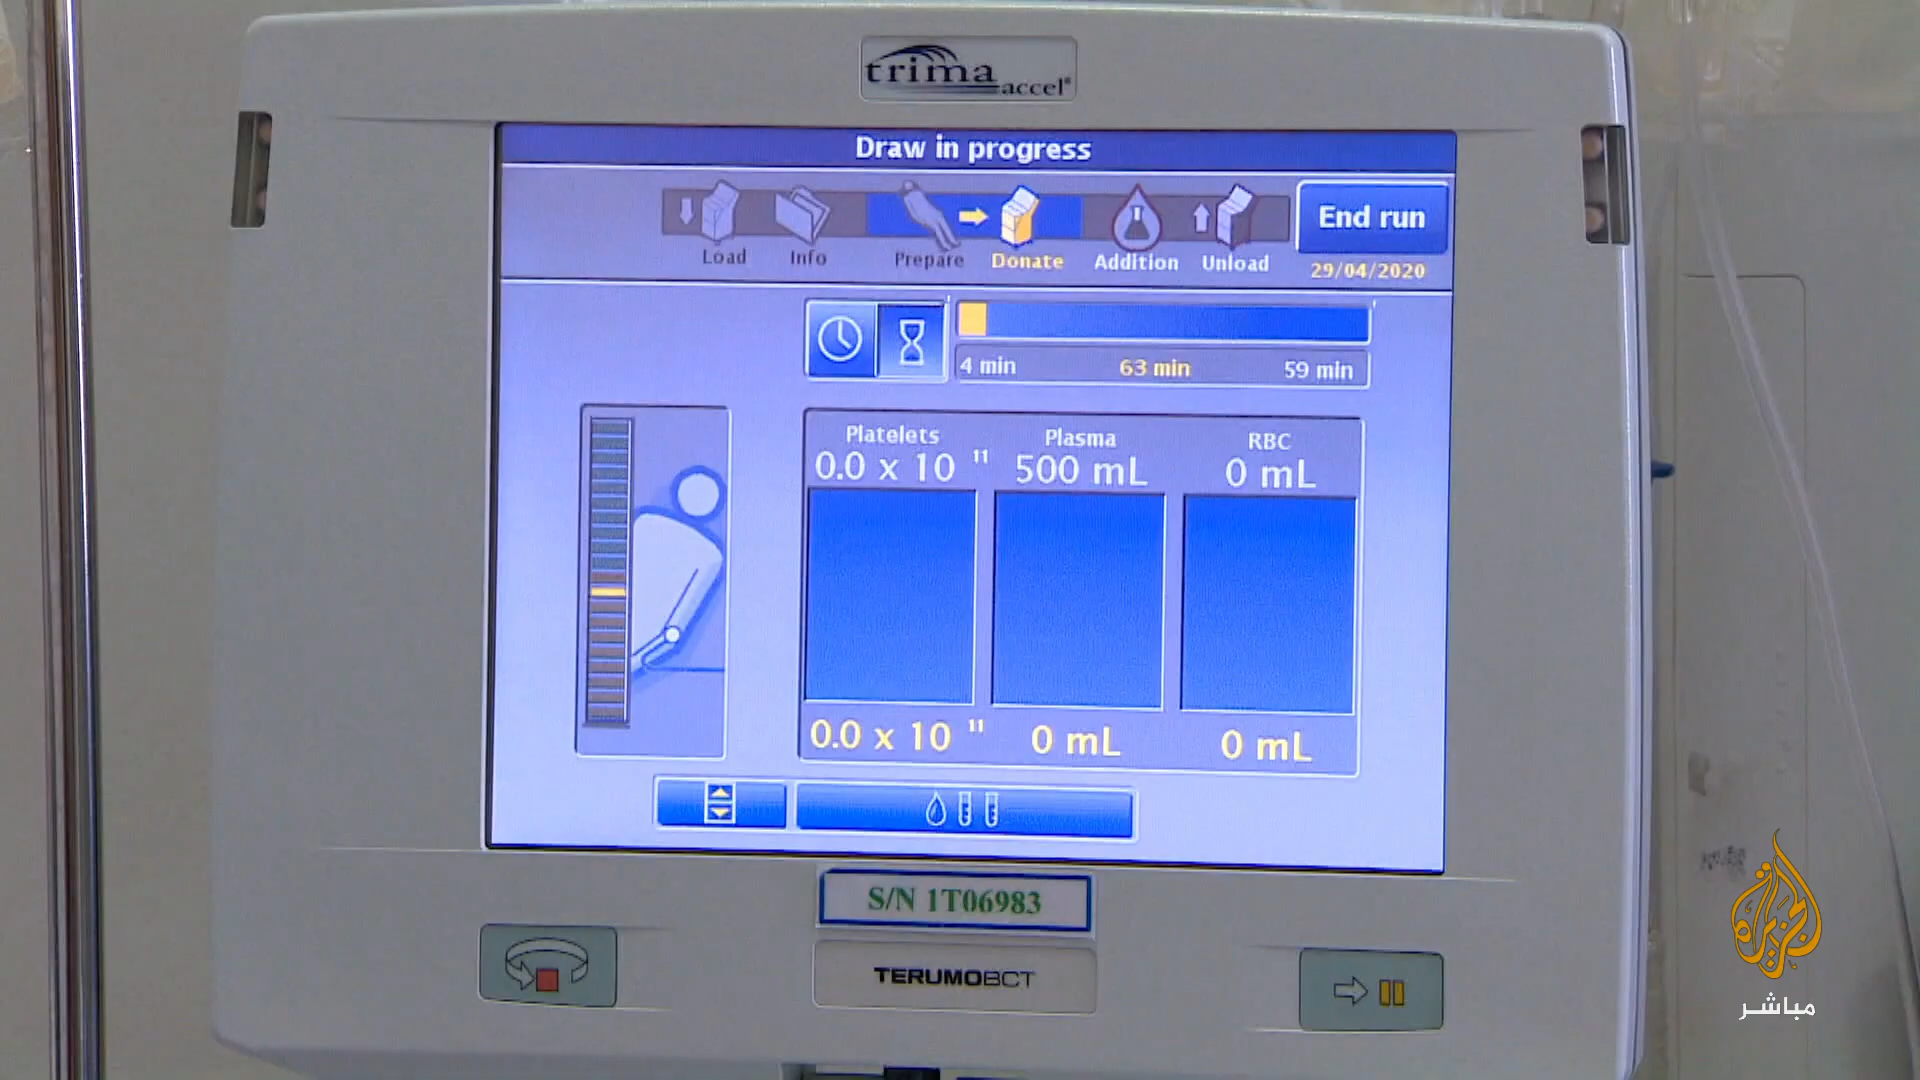 trima
accel®
Draw in progress
Load Info Prepare Donate Addition Unload
End run
29/04/2020
4 min 63 min 59 min
Platelets Plasma RBC
0.0 x 10 11 500 mL 0 mL
0.0 x 10 11 0 mL 0 mL
S/N 1T06983
TERUMOBCT
الجزيرة
مباشر